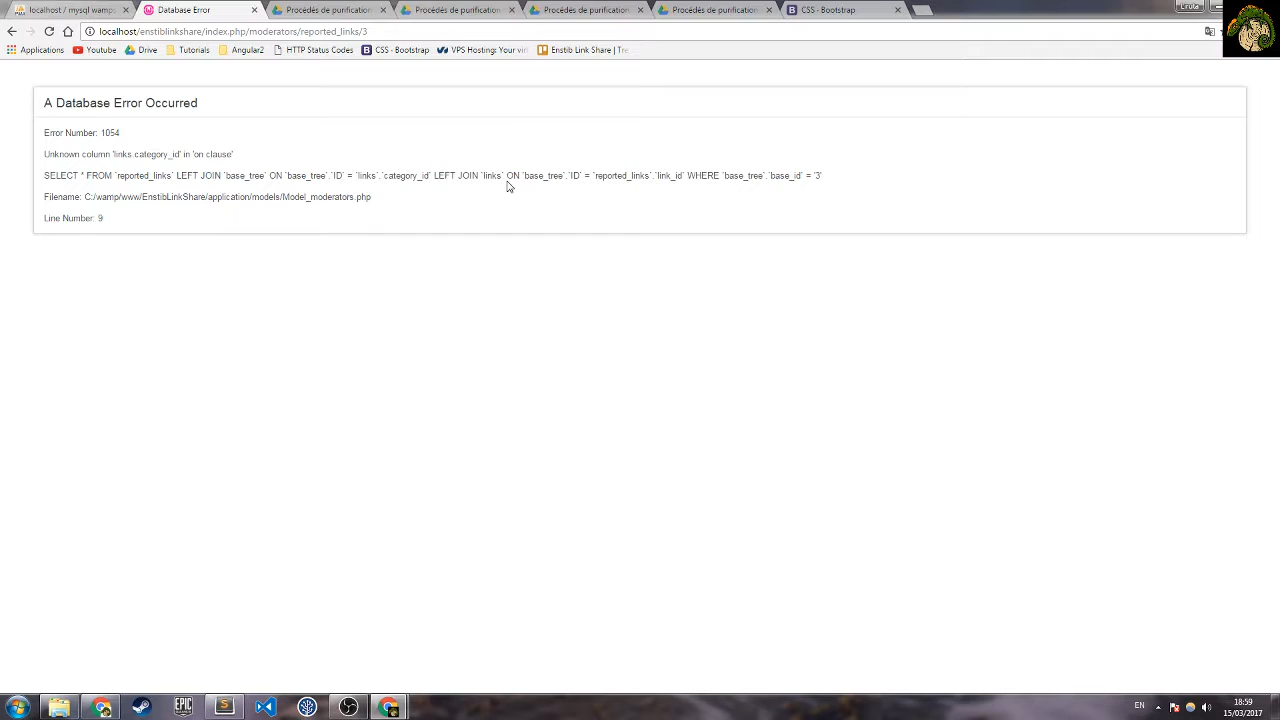 localhost / mysql wamps
Database Error
Procédés de purification
Procédés de purification
Procédés de purification
Procédés de purification
CSS · Bootstrap
localhost/enstiblinkshare/index.php/moderators/reported_links/3
Applications
Youtube
Drive
Tutorials
Angular2
HTTP Status Codes
CSS · Bootstrap
VPS Hosting: Your virt
Enstib Link Share | Tre
A Database Error Occurred
Error Number: 1054
Unknown column 'links.category_id' in 'on clause'
SELECT * FROM `reported_links` LEFT JOIN `base_tree` ON `base_tree`.`ID` = `links`.`category_id` LEFT JOIN `links` ON `base_tree`.`ID` = `reported_links`.`link_id` WHERE `base_tree`.`base_id` = '3'
Filename: C:/wamp/www/EnstibLinkShare/application/models/Model_moderators.php
Line Number: 9
EPIC
EN
18:59
15/03/2017